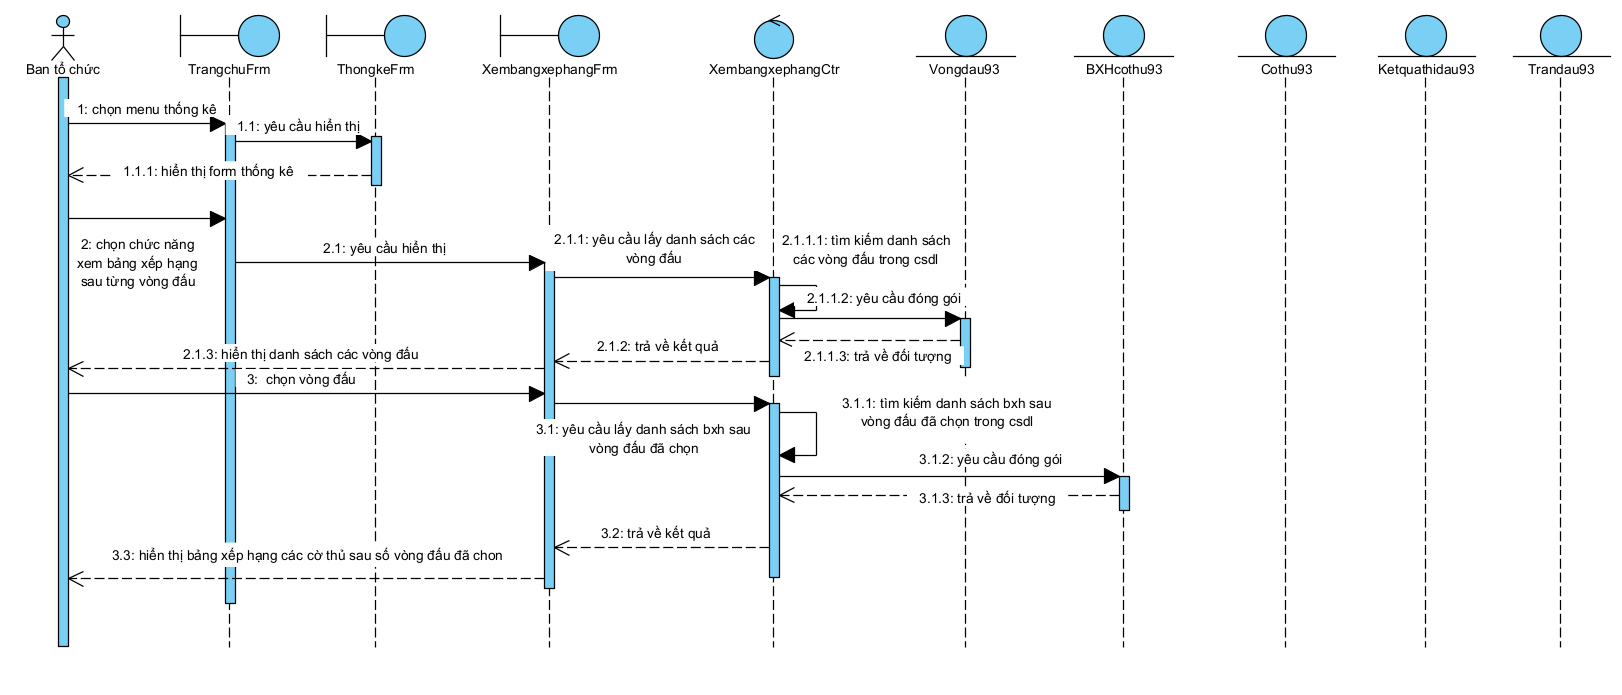 Ban tổ chức
TrangchuFrm
ThongkeFrm
XembangxephangFrm
XembangxephangCtr
Vongdau93
BXHcothu93
Cothu93
Ketquathidau93
Trandau93
1: chọn menu thống kê
1.1: yêu cầu hiển thị
1.1.1: hiển thị form thống kê
2: chọn chức năng
xem bảng xếp hạng
sau từng vòng đấu
2.1: yêu cầu hiển thị
2.1.1: yêu cầu lấy danh sách các
vòng đấu
2.1.1.1: tìm kiếm danh sách
các vòng đấu trong csdl
2.1.1.2: yêu cầu đóng gói
2.1.1.3: trả về đối tượng
2.1.2: trả về kết quả
2.1.3: hiển thị danh sách các vòng đấu
3: chọn vòng đấu
3.1: yêu cầu lấy danh sách bxh sau
vòng đấu đã chọn
3.1.1: tìm kiếm danh sách bxh sau
vòng đấu đã chọn trong csdl
3.1.2: yêu cầu đóng gói
3.1.3: trả về đối tượng
3.2: trả về kết quả
3.3: hiển thị bảng xếp hạng các cờ thủ sau số vòng đấu đã chon